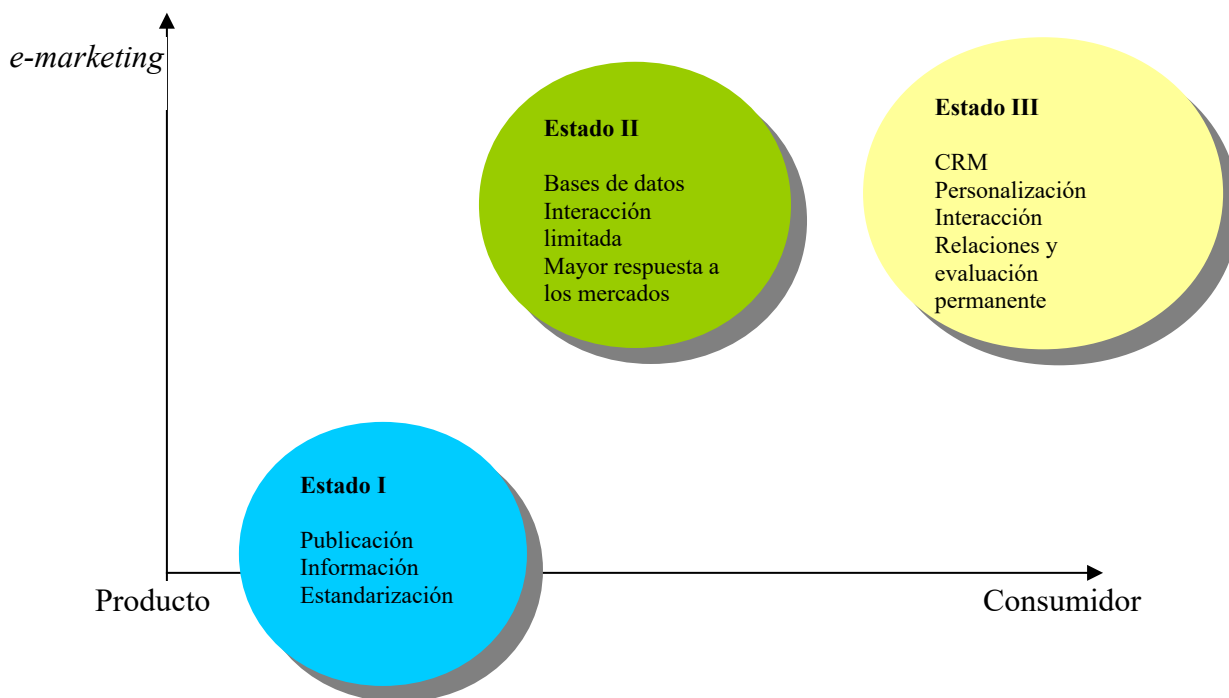 e-marketing
Estado II
Bases de datos
Interacción
limitada
Mayor respuesta a
los mercados
Estado III
CRM
Personalización
Interacción
Relaciones y
evaluación
permanente
Estado I
Publicación
Información
Estandarización
Producto
Consumidor